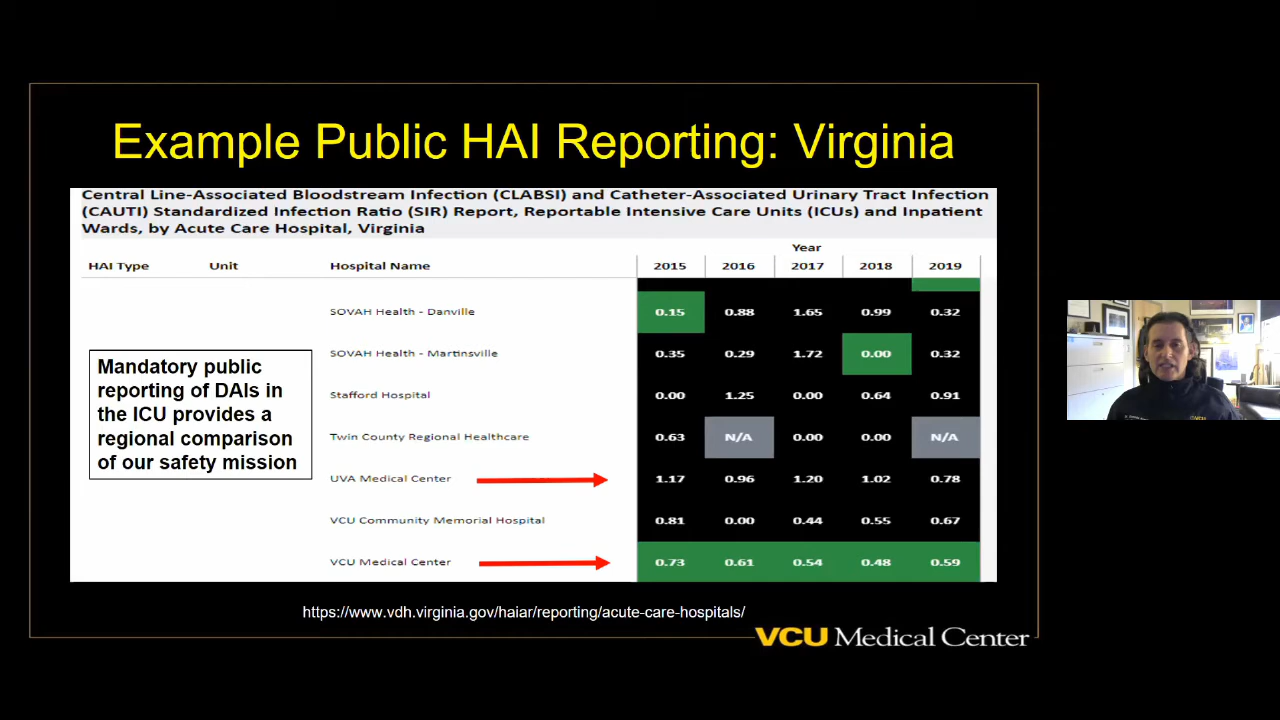 Example Public HAI Reporting: Virginia
Central Line-Associated Bloodstream Infection (CLABSI) and Catheter-Associated Urinary Tract Infection
(CAUTI) Standardized Infection Ratio (SIR) Report, Reportable Intensive Care Units (ICUs) and Inpatient
Wards, by Acute Care Hospital, Virginia
Year
HAI Type Unit Hospital Name 2015 2016 2017 2018 2019
SOVAH Health - Danville 0.15 0.88 1.65 0.99 0.32
SOVAH Health - Martinsville 0.35 0.29 1.72 0.00 0.32
Stafford Hospital 0.00 1.25 0.00 0.64 0.91
Twin County Regional Healthcare 0.63 N/A 0.00 0.00 N/A
UVA Medical Center 1.17 0.96 1.20 1.02 0.78
VCU Community Memorial Hospital 0.81 0.00 0.44 0.55 0.67
VCU Medical Center 0.73 0.61 0.54 0.48 0.59
Mandatory public
reporting of DAIs in
the ICU provides a
regional comparison
of our safety mission
https://www.vdh.virginia.gov/haiar/reporting/acute-care-hospitals/
VCU Medical Center